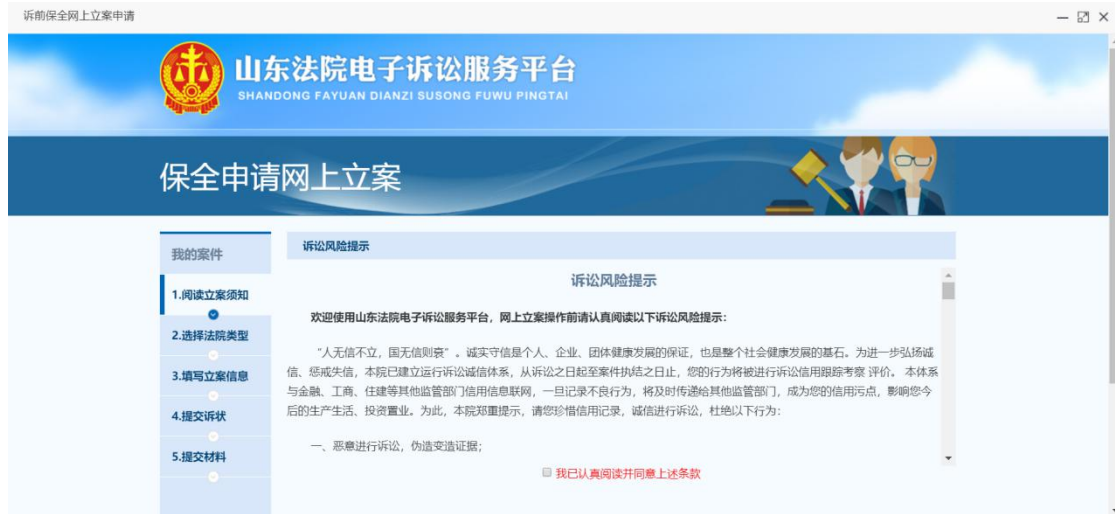 诉前保全网上立案申请
山东法院电子诉讼服务平台
SHANDONG FAYUAN DIANZI SUSONG FUWU PINGTAI
保全申请网上立案
我的案件
1.阅读立案须知
2.选择法院类型
3.填写立案信息
4.提交诉状
5.提交材料
诉讼风险提示
诉讼风险提示
欢迎使用山东法院电子诉讼服务平台，网上立案操作前请认真阅读以下诉讼风险提示：
“人无信不立，国无信则衰”。诚实守信是个人、企业、团体健康发展的保证，也是整个社会健康发展的基石。为进一步弘扬诚
信、惩戒失信，本院已建立运行诉讼诚信体系，从诉讼之日起至案件执结之日止，您的行为将被进行诉讼信用跟踪考察 评价。 本体系
与金融、工商、住建等其他监管部门信用信息联网，一旦记录不良行为，将及时传递给其他监管部门，成为您的信用污点，影响您今
后的生产生活、投资置业。为此，本院郑重提示，请您珍惜信用记录，诚信进行诉讼，杜绝以下行为：
一、恶意进行诉讼，伪造变造证据；
我已认真阅读并同意上述条款